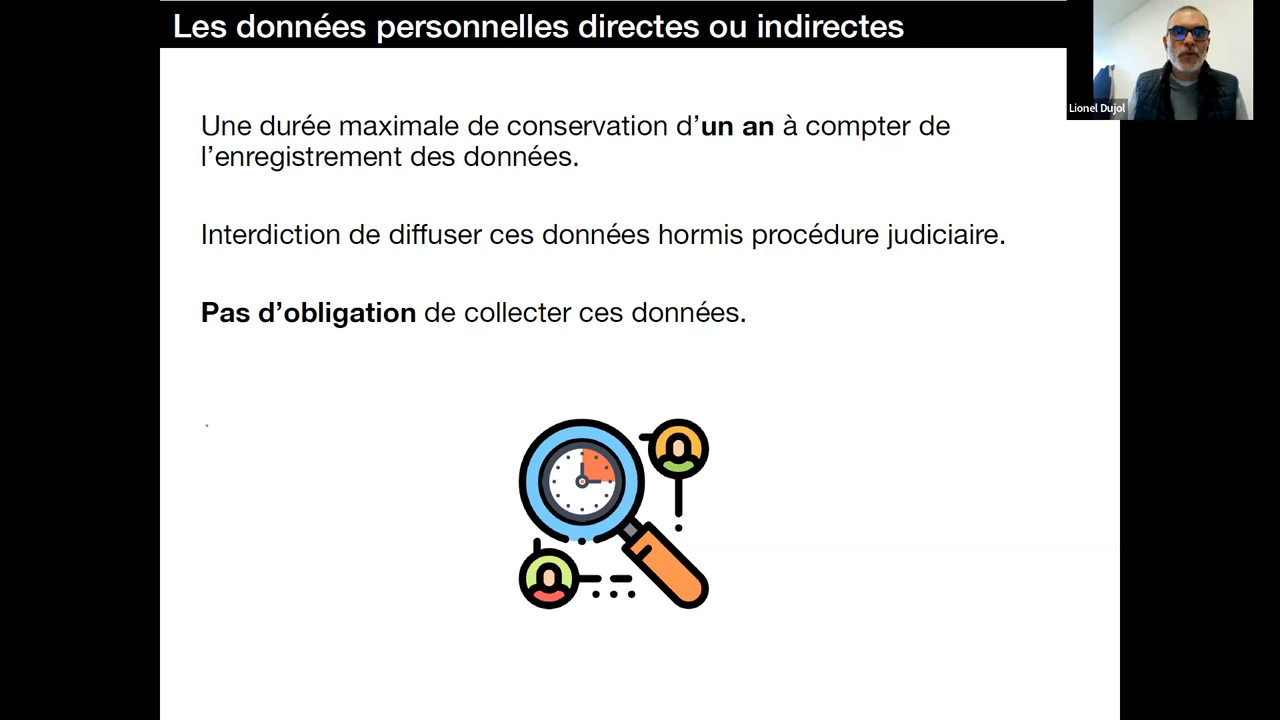 Les données personnelles directes ou indirectes
Lionel Dujol
Une durée maximale de conservation d’un an à compter de
l’enregistrement des données.
Interdiction de diffuser ces données hormis procédure judiciaire.
Pas d’obligation de collecter ces données.